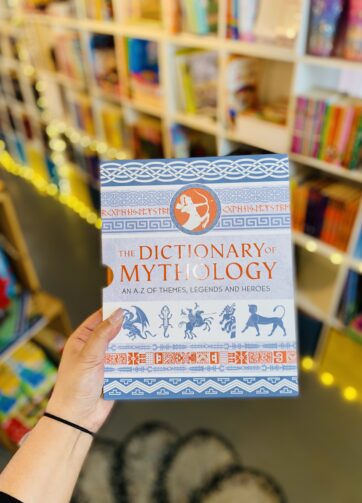 THE DICTIONARY OF
MYTHOLOGY
AN A-Z OF THEMES, LEGENDS AND HEROES